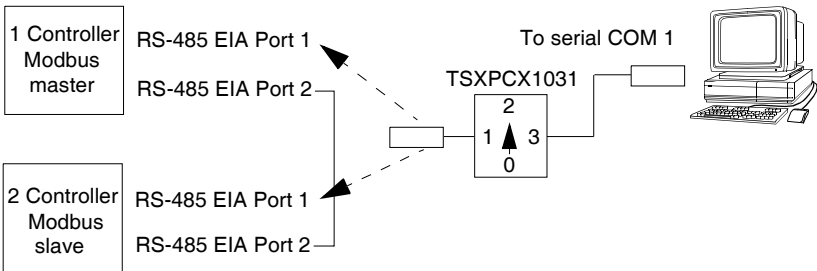 1 Controller
Modbus
master
RS-485 EIA Port 1
RS-485 EIA Port 2
To serial COM 1
TSXPCX1031
2
1 3
0
2 Controller
Modbus
slave
RS-485 EIA Port 1
RS-485 EIA Port 2